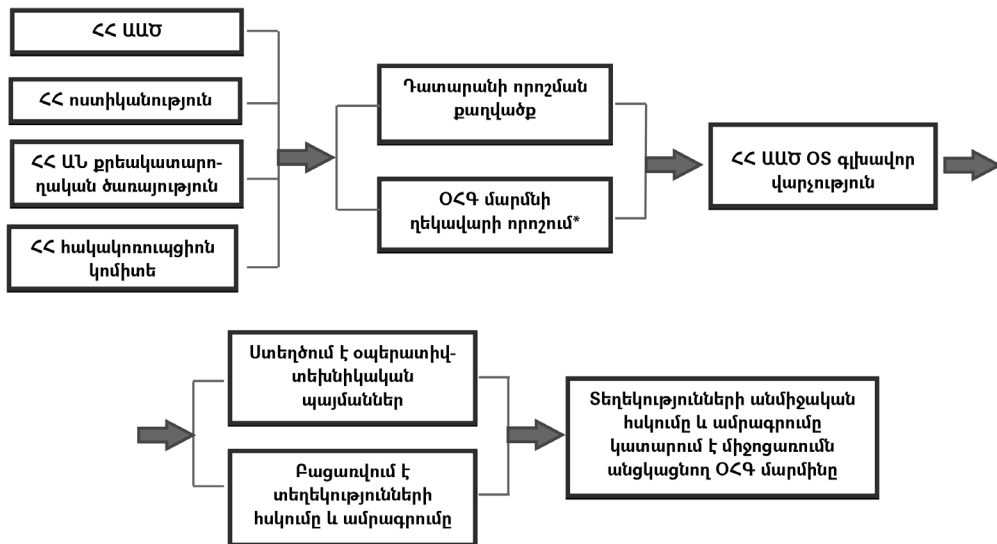 ՀՀ ԱԱԾ
ՀՀ ոստիկանություն
ՀՀ ԱՆ քրեակատարո-
ղական ծառայություն
ՀՀ հակակոռուպցիոն
կոմիտե
Դատարանի որոշման
քաղվածք
ՕՀԳ մարմնի
ղեկավարի որոշում*
ՀՀ ԱԱԾ ՕՏ գլխավոր
վարչություն
Ստեղծում է օպերատիվ-
տեխնիկական
պայմաններ
Բացառվում է
տեղեկությունների
հսկումը և ամրագրումը
Տեղեկությունների անմիջական
հսկումը և ամրագրումը
կատարում է միջոցառումն
անցկացնող ՕՀԳ մարմինը